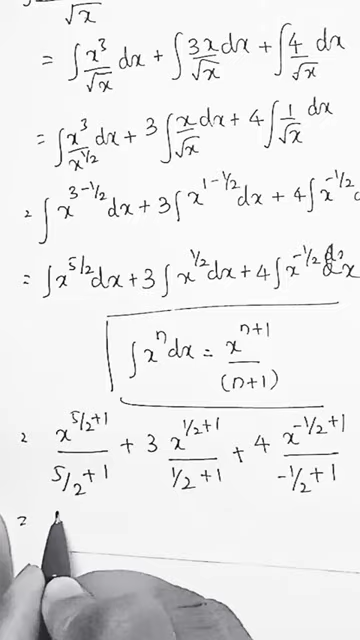 √x
= ∫ x³/√x dx + ∫ 3x/√x dx + ∫ 4/√x dx
= ∫ x³/x^1/2 dx + 3 ∫ x/√x dx + 4 ∫ 1/√x dx
= ∫ x^3-1/2 dx + 3 ∫ x^1-1/2 dx + 4 ∫ x^-1/2 d
= ∫ x^5/2 dx + 3 ∫ x^1/2 dx + 4 ∫ x^-1/2 dx
∫ xⁿ dx = x^n+1/(n+1)
= x^5/2+1/5/2+1 + 3 x^1/2+1/1/2+1 + 4 x^-1/2+1/-1/2+1
=